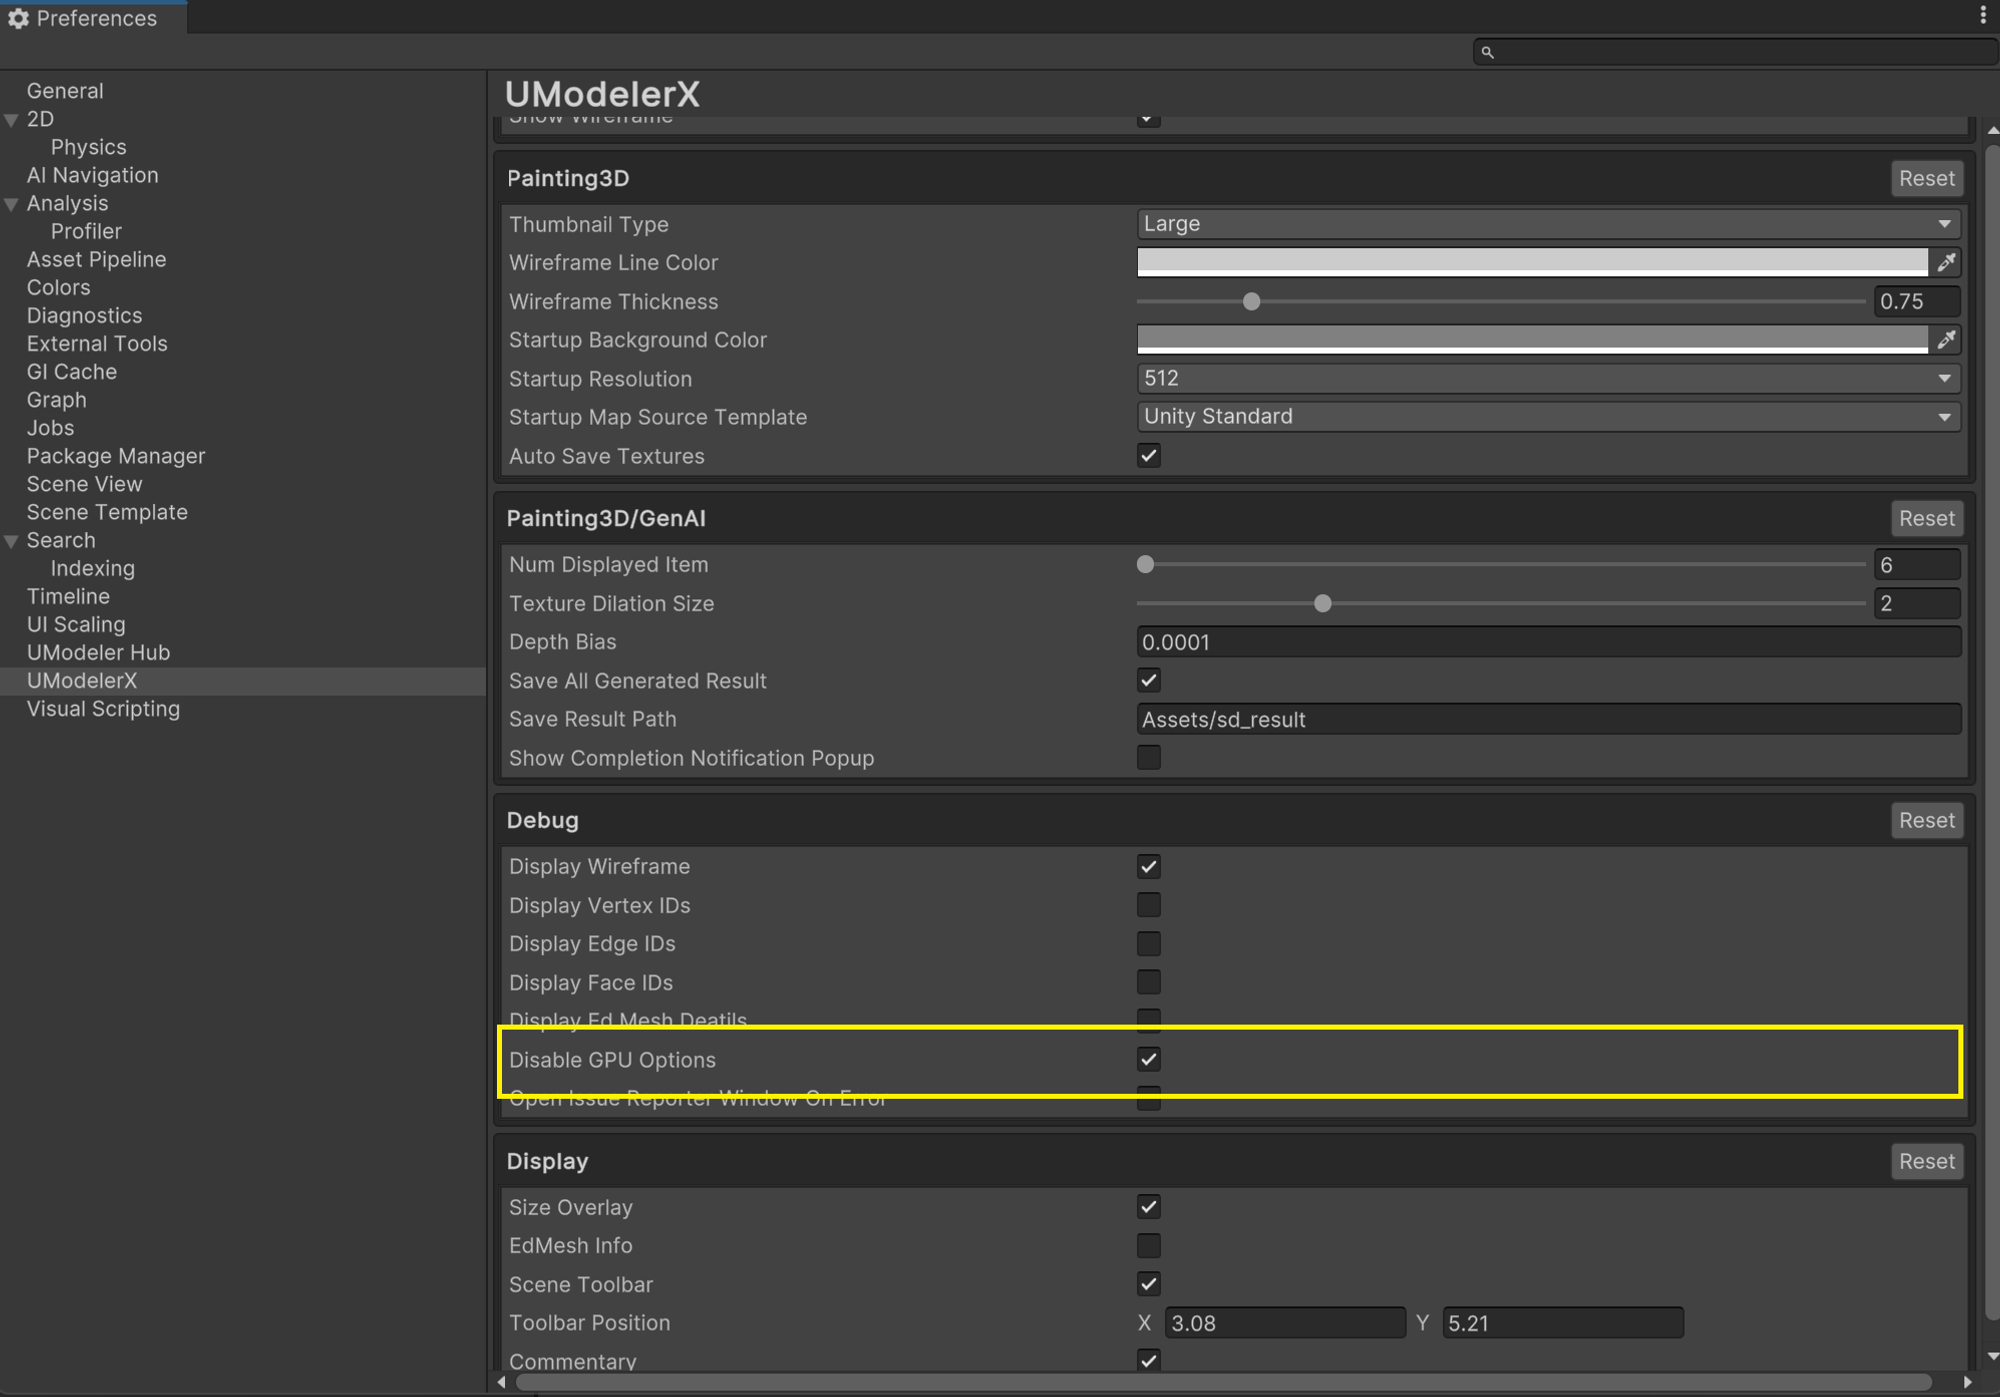 Preferences
General
2D
Physics
AI Navigation
Analysis
Profiler
Asset Pipeline
Colors
Diagnostics
External Tools
GI Cache
Graph
Jobs
Package Manager
Scene View
Scene Template
Search
Indexing
Timeline
UI Scaling
UModeler Hub
UModelerX
Visual Scripting
UModelerX
Show Wireframe
Painting3D
Reset
Thumbnail Type Large
Wireframe Line Color
Wireframe Thickness 0.75
Startup Background Color
Startup Resolution 512
Startup Map Source Template Unity Standard
Auto Save Textures
Painting3D/GenAI
Reset
Num Displayed Item 6
Texture Dilation Size 2
Depth Bias 0.0001
Save All Generated Result
Save Result Path Assets/sd_result
Show Completion Notification Popup
Debug
Reset
Display Wireframe
Display Vertex IDs
Display Edge IDs
Display Face IDs
Display Ed Mesh Deatils
Disable GPU Options
Open Issue Reporter Window On Error
Display
Reset
Size Overlay
EdMesh Info
Scene Toolbar
Toolbar Position X 3.08 Y 5.21
Commentary